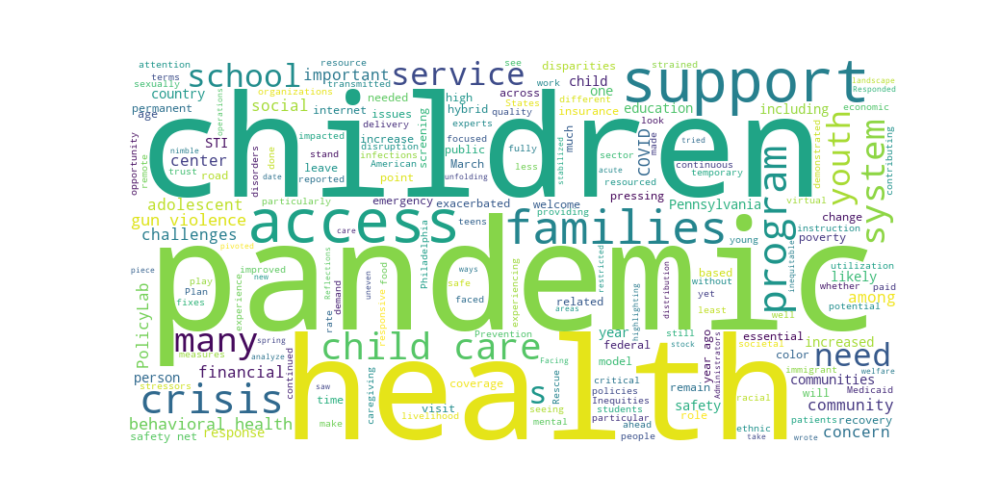 children
pandemic
health
support
access
families
school
service
program
system
youth
child care
many
crisis
need
behavioral health
gun violence
challenges
adolescent
center
social
important
country
financial
community
communities
concern
safety
increased
among
likely
change
COVID
Pennsylvania
PolicyLab
response
safety net
person
attention
sexually
transmitted
resource
terms
permanent
age
opportunity
remote
trust
road
STI
disorders
done
date
operations
organizations
internet
leave
stand
reported
impacted
increase
disruption
infections
American
point
particularly
emergency
needed
issues
delivery
public
screening
high
hybrid
focused
March
unfolding
exacerbated
experts
quality
see
across
States
work
different
disparities
insurance
child
one
education
much
fully
less
welcome
providing
teens
stabilized
acute
sector
resourced
pressing
look
made
tried
continuous
temporary
strained
including
virtual
demonstrated
Responded
landscape
economic
contributing
instruction
poverty
young
inequitable
utilization
based
without
yet
whether
paid
potential
least
well
related
areas
restricted
highlighting
distribution
faced
ways
safe
experiencing
Philadelphia
care
food
responsive
demand
rate
uneven
Reflections
experience
improved
new
play
Plan
fixes
piece
pivoted
measures
analyze
spring
continued
stressors
year
still
federal
stock
model
Prevention
Facing
Rescue
critical
policies
Inequities
students
particular
ahead
people
seeing
mental
visit
coverage
livelihood
caregiving
saw
time
make
year ago
Administrators
societal
essential
color
remain
role
racial
ethnic
take
will
wrote
immigrant
Medicaid
welfare
patients
recovery